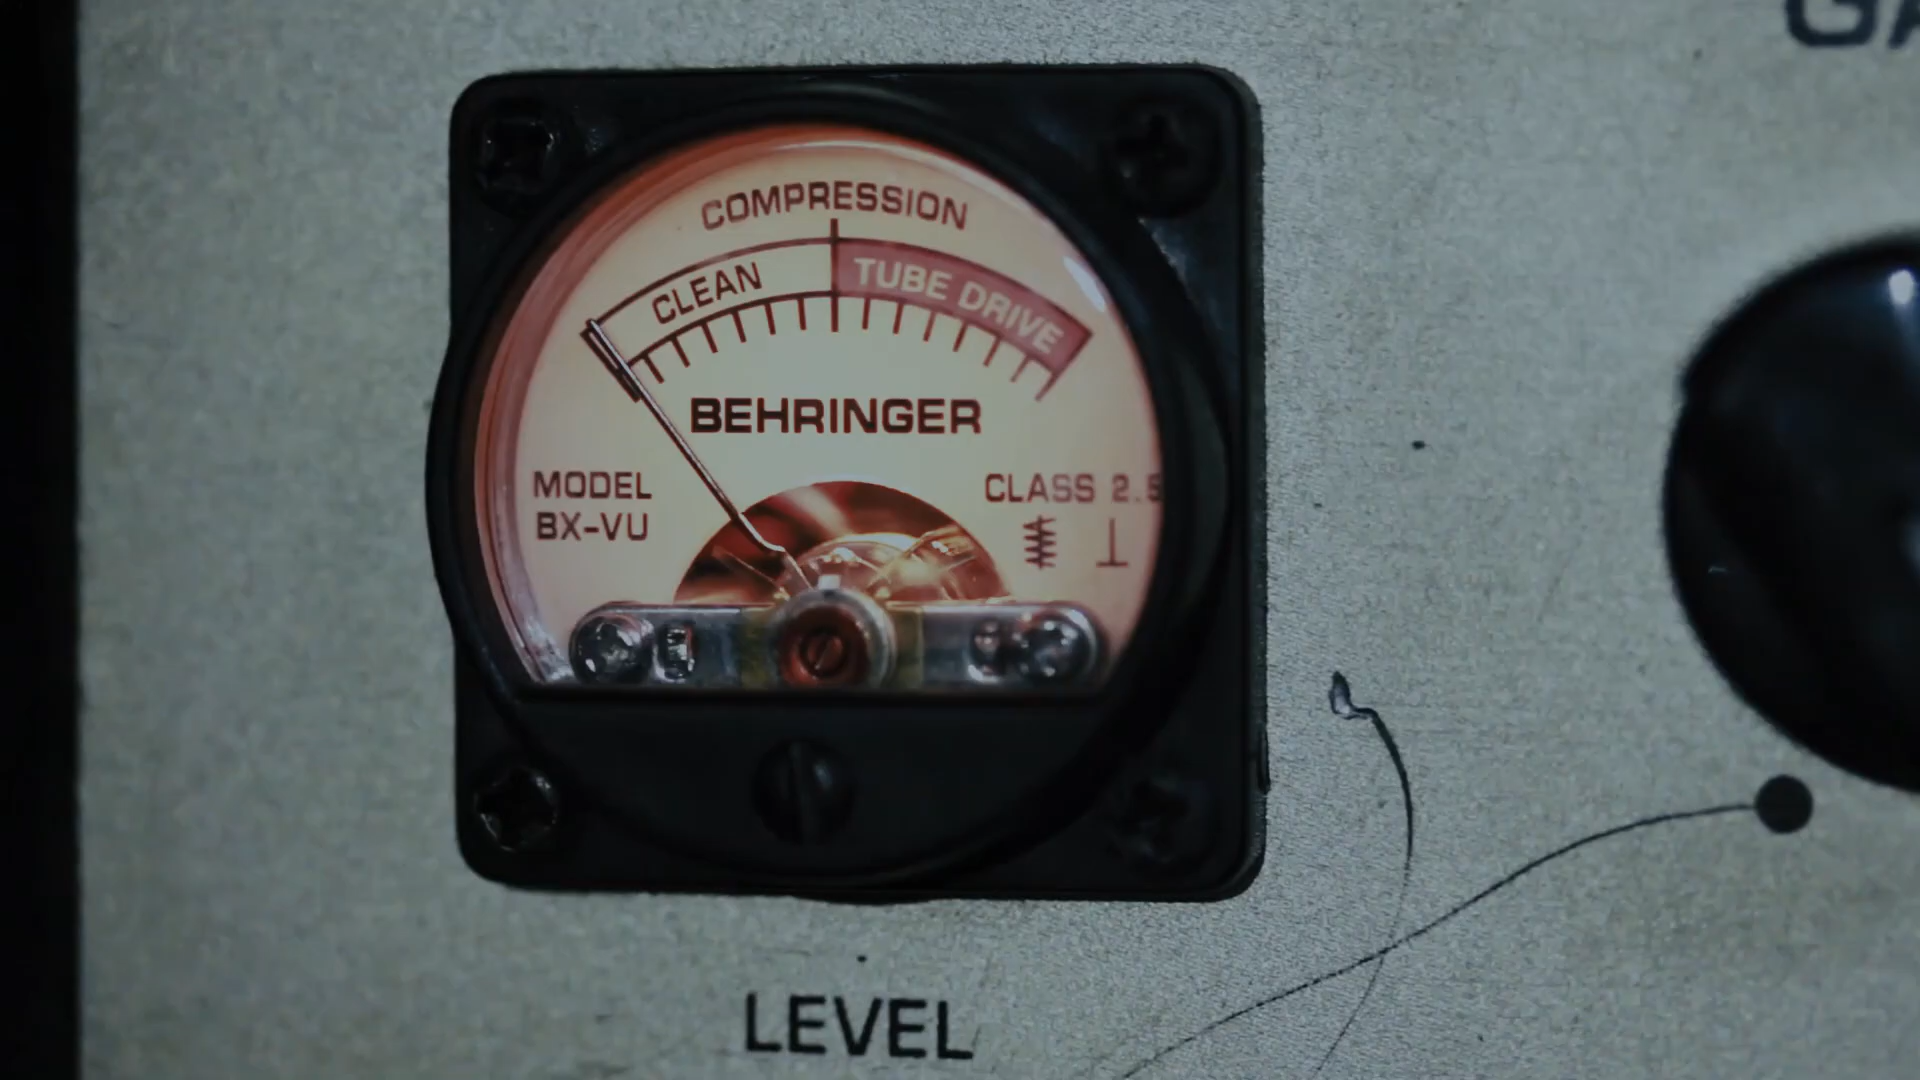 COMPRESSION
CLEAN TUBE DRIVE
BEHRINGER
MODEL
BX-VU
CLASS 2.5
LEVEL